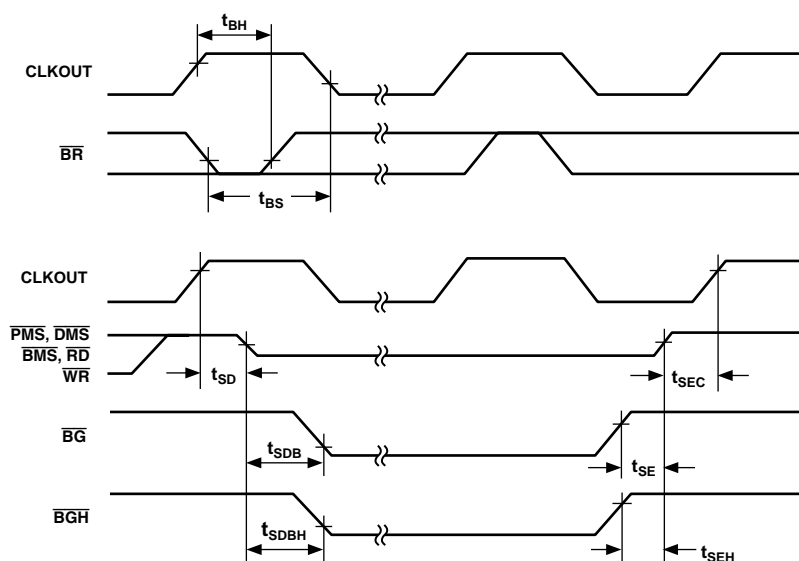 tBH
CLKOUT
BR
tBS
CLKOUT
PMS, DMS
BMS, RD
WR
tSD
tSEC
BG
tSDB
tSE
BGH
tSDBH
tSEH